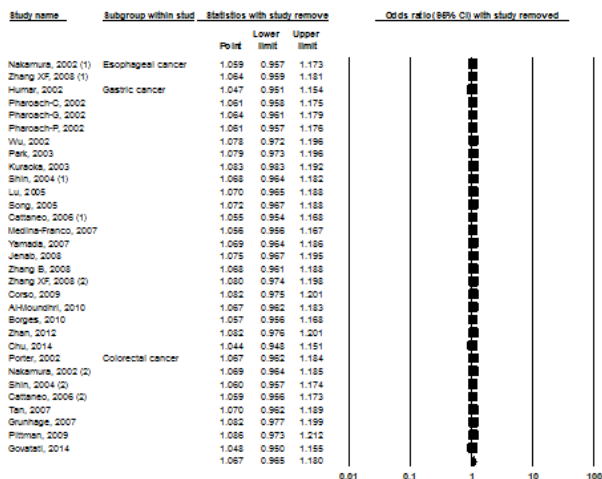 Study name Subgroup within stud Statistics with study remove Odds ratio (95% CI) with study removed
Lower Upper
Point limit limit
Nakamura, 2002 (1) Esophageal cancer 1.059 0.957 1.173
Zhang XF, 2008 (1) 1.064 0.959 1.181
Humar, 2002 Gastric cancer 1.047 0.951 1.154
Pharoach-C, 2002 1.061 0.958 1.175
Pharoach-G, 2002 1.064 0.961 1.179
Pharoach-P, 2002 1.061 0.957 1.176
Wu, 2002 1.078 0.972 1.196
Park, 2003 1.079 0.973 1.196
Kuraoka, 2003 1.083 0.983 1.192
Shin, 2004 (1) 1.068 0.964 1.182
Lu, 2005 1.070 0.965 1.188
Song, 2005 1.072 0.967 1.188
Cattaneo, 2006 (1) 1.055 0.954 1.168
Medina-Franco, 2007 1.056 0.956 1.167
Yamada, 2007 1.069 0.964 1.186
Jenab, 2008 1.075 0.967 1.195
Zhang B, 2008 1.068 0.961 1.188
Zhang XF, 2008 (2) 1.080 0.974 1.198
Corso, 2009 1.082 0.975 1.201
Al-Moundhri, 2010 1.067 0.962 1.183
Borges, 2010 1.057 0.956 1.168
Zhan, 2012 1.082 0.976 1.201
Chu, 2014 1.044 0.948 1.151
Porter, 2002 Colorectal cancer 1.067 0.962 1.184
Nakamura, 2002 (2) 1.069 0.964 1.185
Shin, 2004 (2) 1.060 0.957 1.174
Cattaneo, 2006 (2) 1.059 0.956 1.173
Tan, 2007 1.070 0.962 1.189
Grunhage, 2007 1.082 0.977 1.199
Pittman, 2009 1.086 0.973 1.212
Govatati, 2014 1.048 0.950 1.155
1.067 0.965 1.180
0.01 0.1 1 10 100